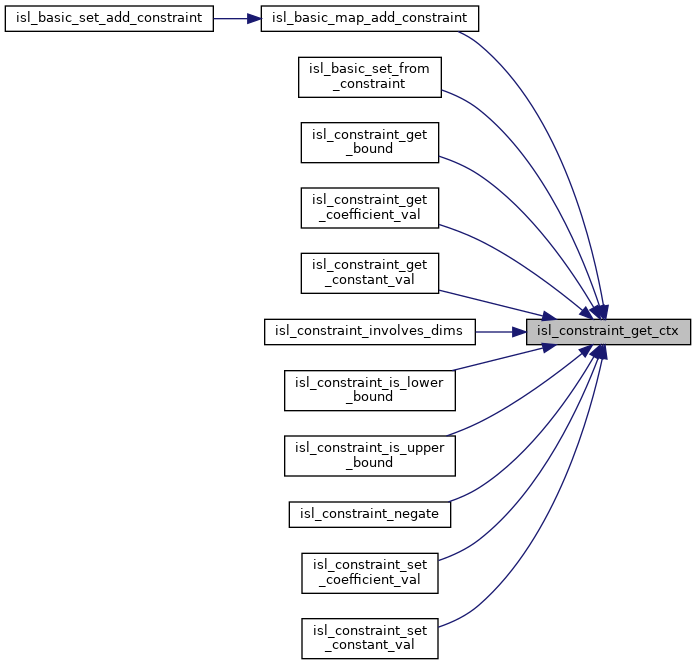 isl_basic_set_add_constraint
isl_basic_map_add_constraint
isl_basic_set_from
_constraint
isl_constraint_get
_bound
isl_constraint_get
_coefficient_val
isl_constraint_get
_constant_val
isl_constraint_involves_dims
isl_constraint_get_ctx
isl_constraint_is_lower
_bound
isl_constraint_is_upper
_bound
isl_constraint_negate
isl_constraint_set
_coefficient_val
isl_constraint_set
_constant_val